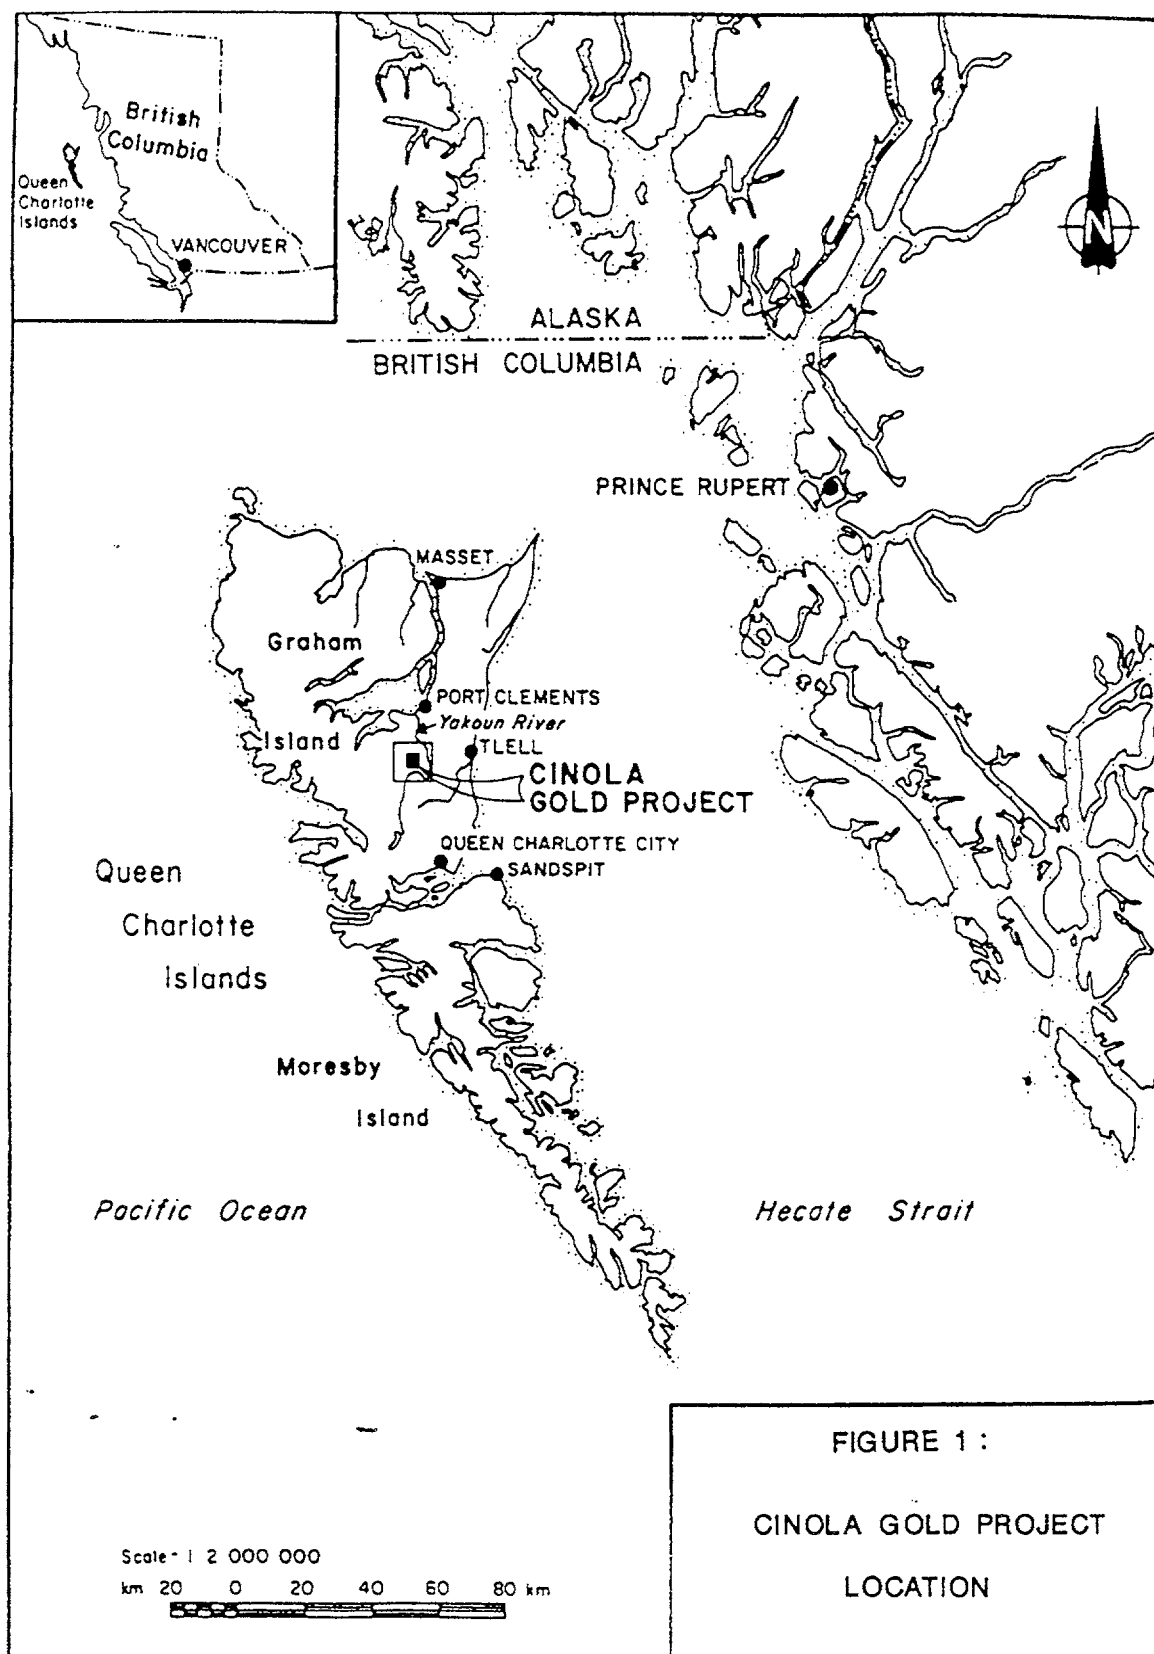 British
Columbia
Queen
Charlotte
Islands
VANCOUVER
N
ALASKA
BRITISH COLUMBIA
PRINCE RUPERT
MASSET
Graham
PORT CLEMENTS
Yakoun River
Island
TLELL
CINOLA
GOLD PROJECT
QUEEN CHARLOTTE CITY
SANDSPIT
Queen
Charlotte
Islands
Moresby
Island
Pacific Ocean
Hecate Strait
FIGURE 1 :
CINOLA GOLD PROJECT
LOCATION
Scale - 1 2 000 000
km 20 0 20 40 60 80 km